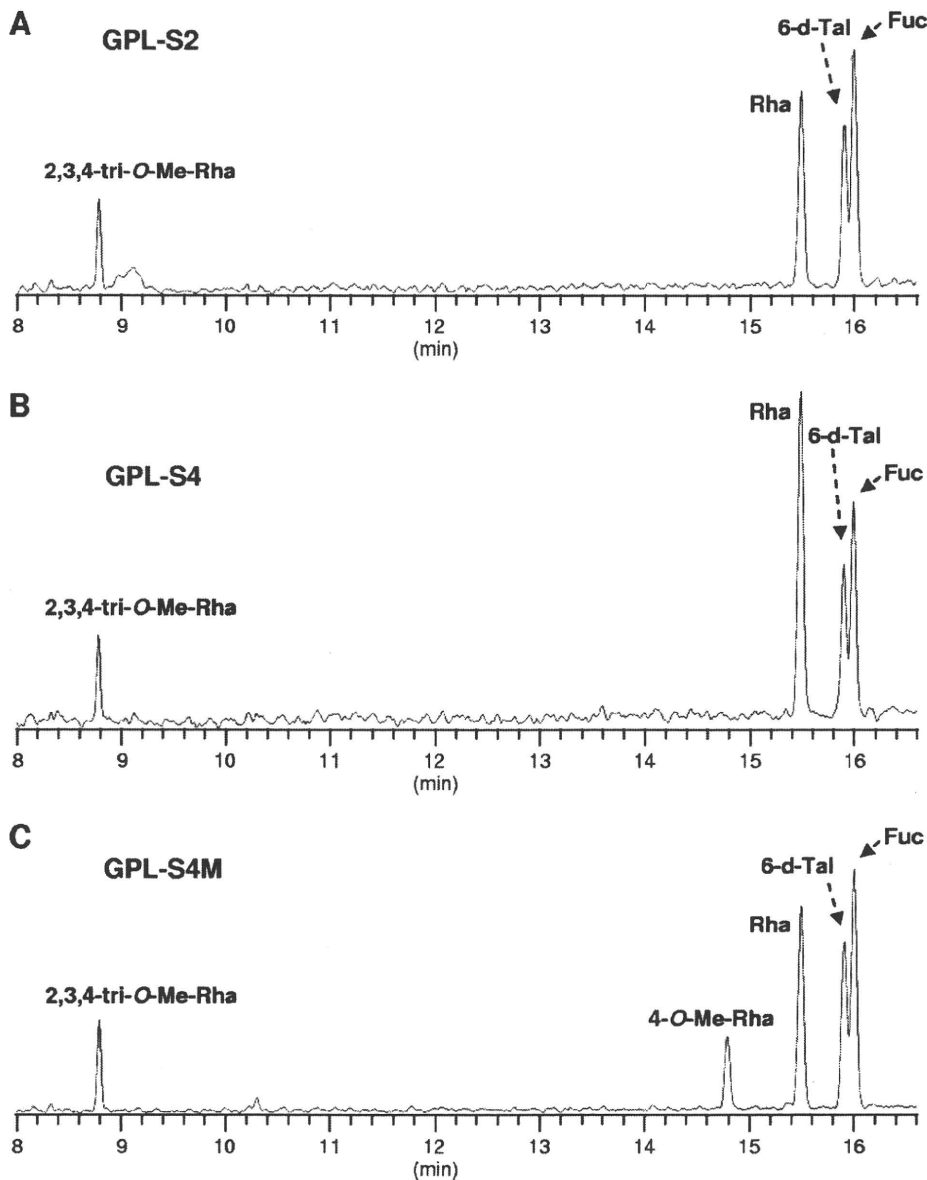 A
GPL-S2
6-d-Tal
Fuc
Rha
2,3,4-tri-O-Me-Rha
8 9 10 11 12 13 14 15 16
(min)
B
GPL-S4
Rha
6-d-Tal
Fuc
2,3,4-tri-O-Me-Rha
8 9 10 11 12 13 14 15 16
(min)
C
GPL-S4M
Fuc
6-d-Tal
Rha
2,3,4-tri-O-Me-Rha
4-O-Me-Rha
8 9 10 11 12 13 14 15 16
(min)